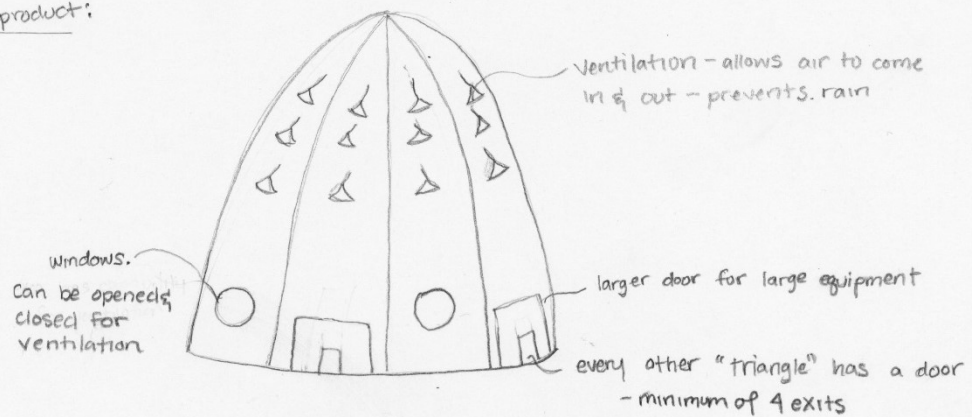 product:
Ventilation - allows air to come
in & out - prevents. rain
windows.
can be opened &
closed for
ventilation
larger door for large equipment
every other "triangle" has a door
- minimum of 4 exits